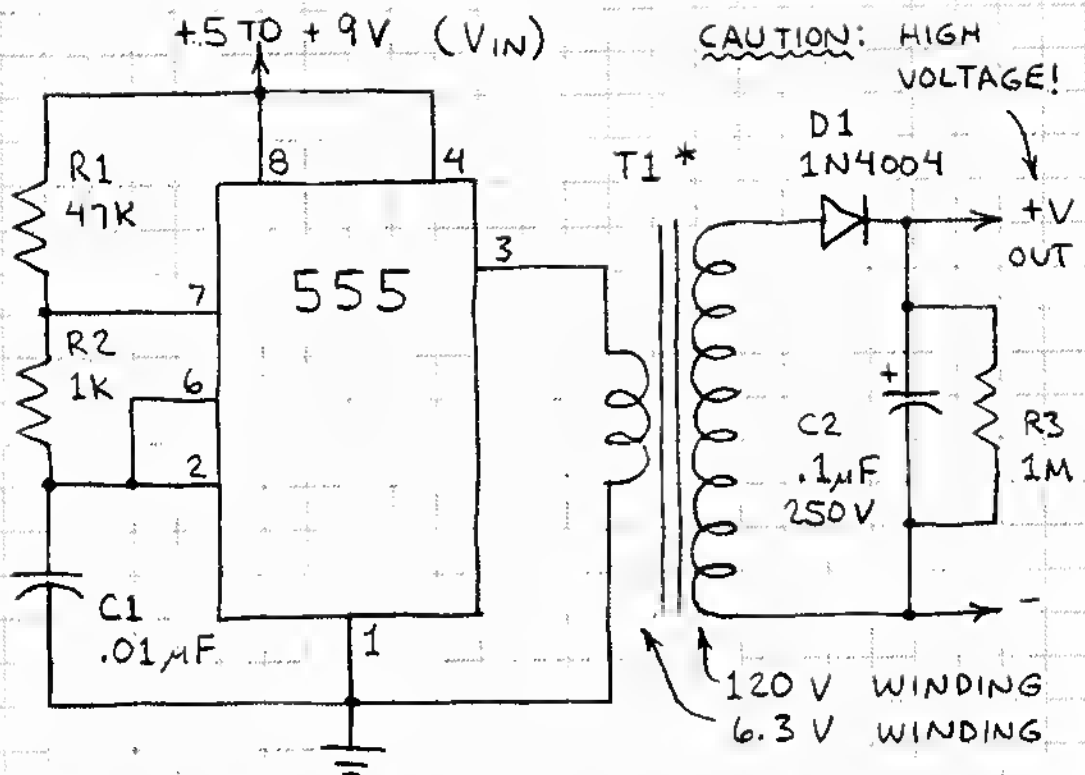 +5 TO +9V (VIN)
CAUTION: HIGH
VOLTAGE!
D1
1N4004
T1 *
+V
OUT
R1
47K
8
4
3
555
7
R2
1K
6
2
C1
.01µF
1
+
C2
.1µF
250V
R3
1M
-
120 V WINDING
6.3 V WINDING